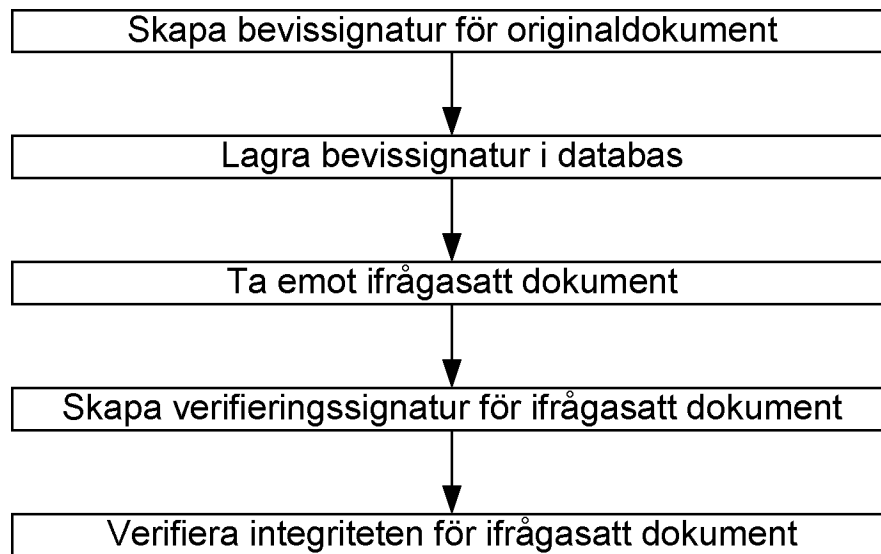 Skapa bevissignatur för originaldokument
Lagra bevissignatur i databas
Ta emot ifrågasatt dokument
Skapa verifieringssignatur för ifrågasatt dokument
Verifiera integriteten för ifrågasatt dokument